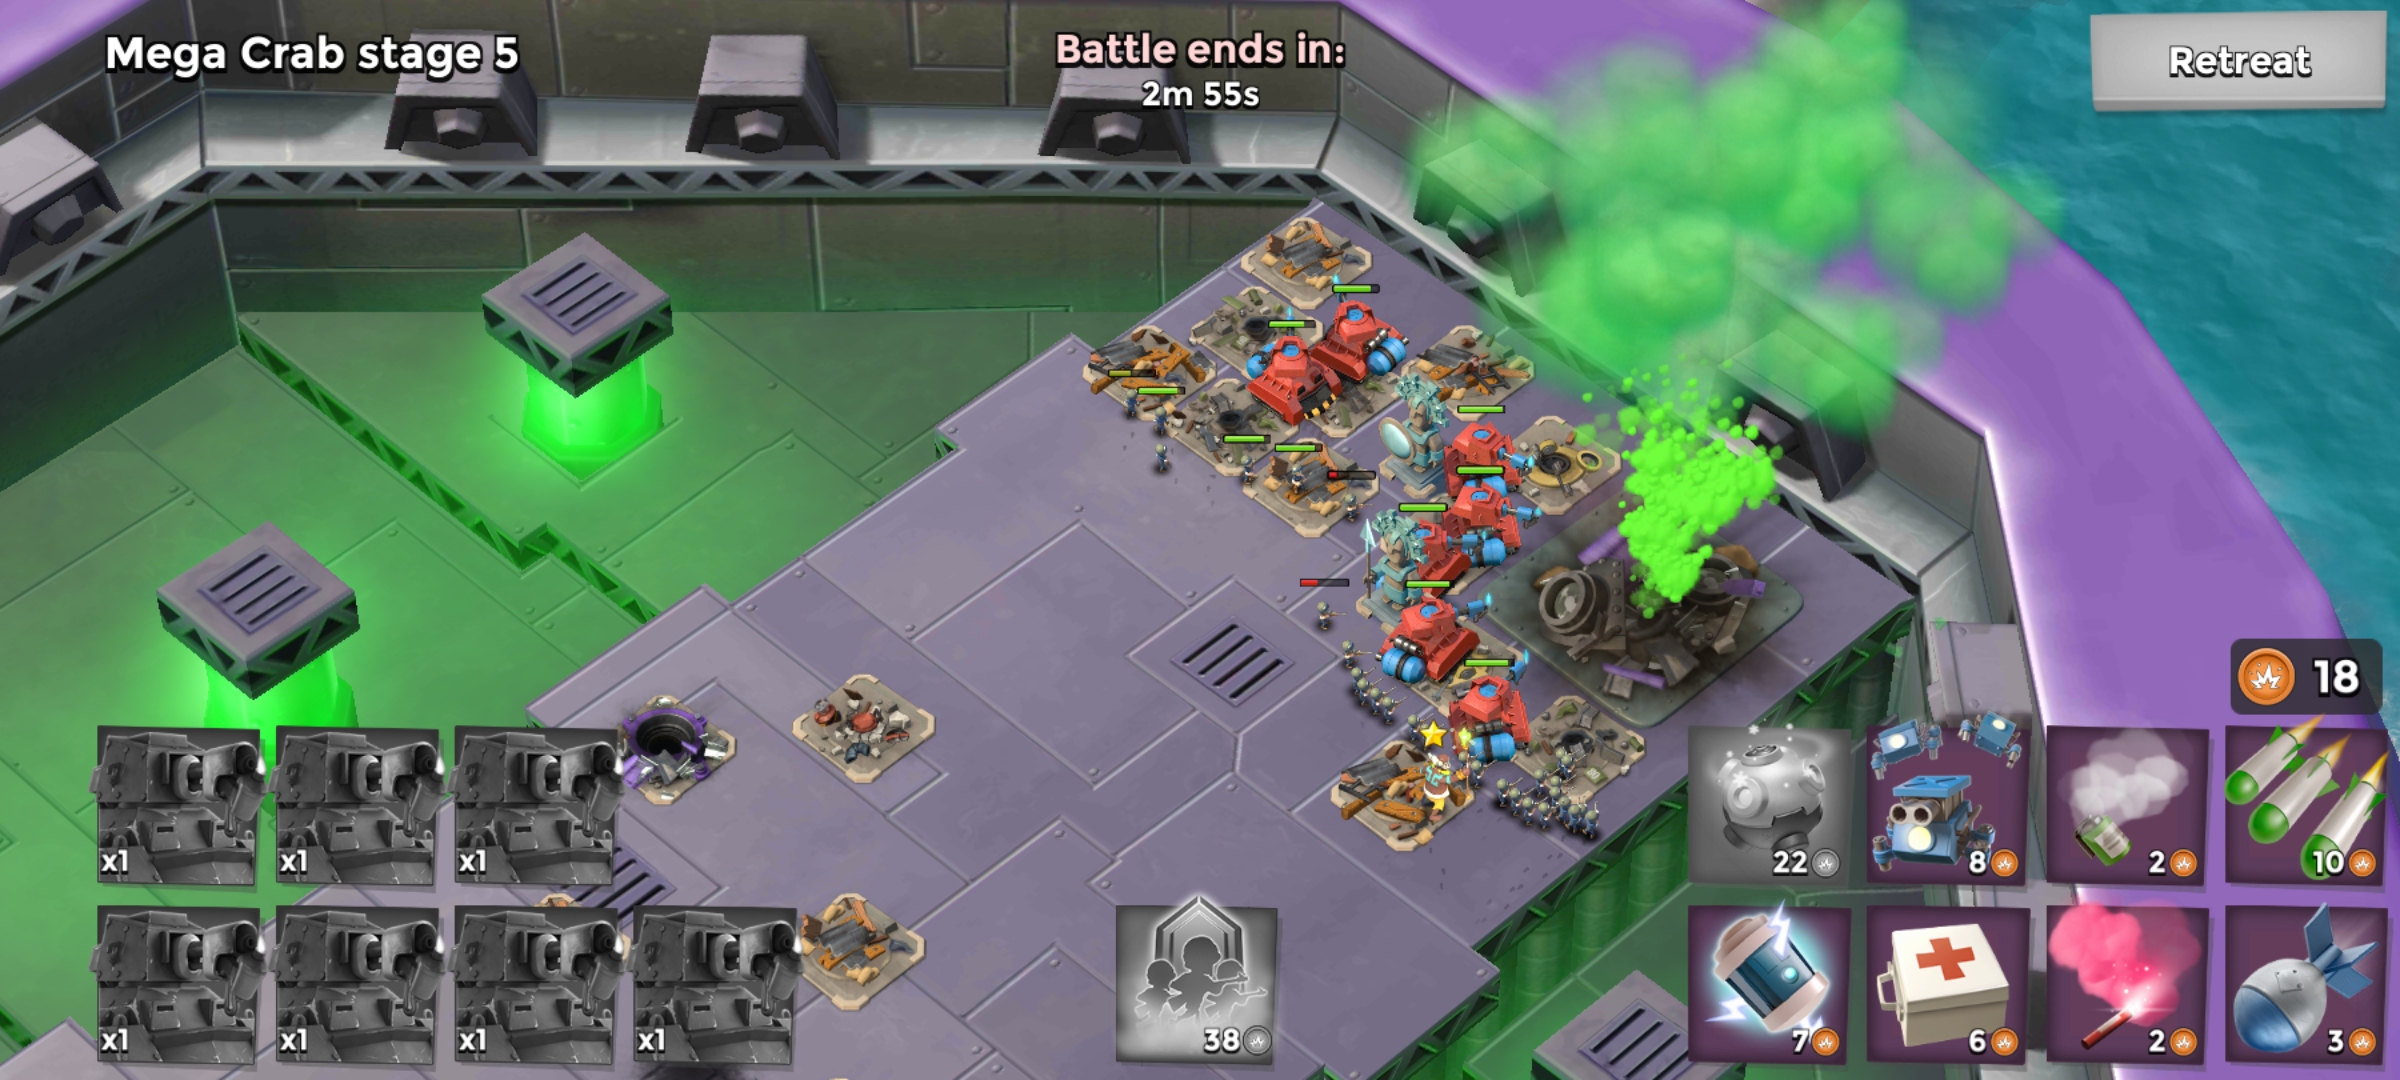 Mega Crab stage 5
Battle ends in:
2m 55s
Retreat
18
x1
x1
x1
22
8
2
10
x1
x1
x1
x1
38
7
6
2
3